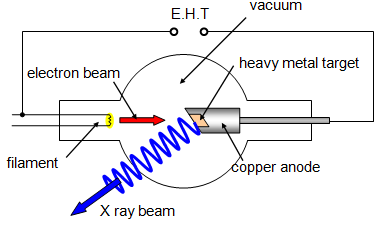 vacuum
E.H.T
heavy metal target
electron beam
filament
copper anode
X ray beam